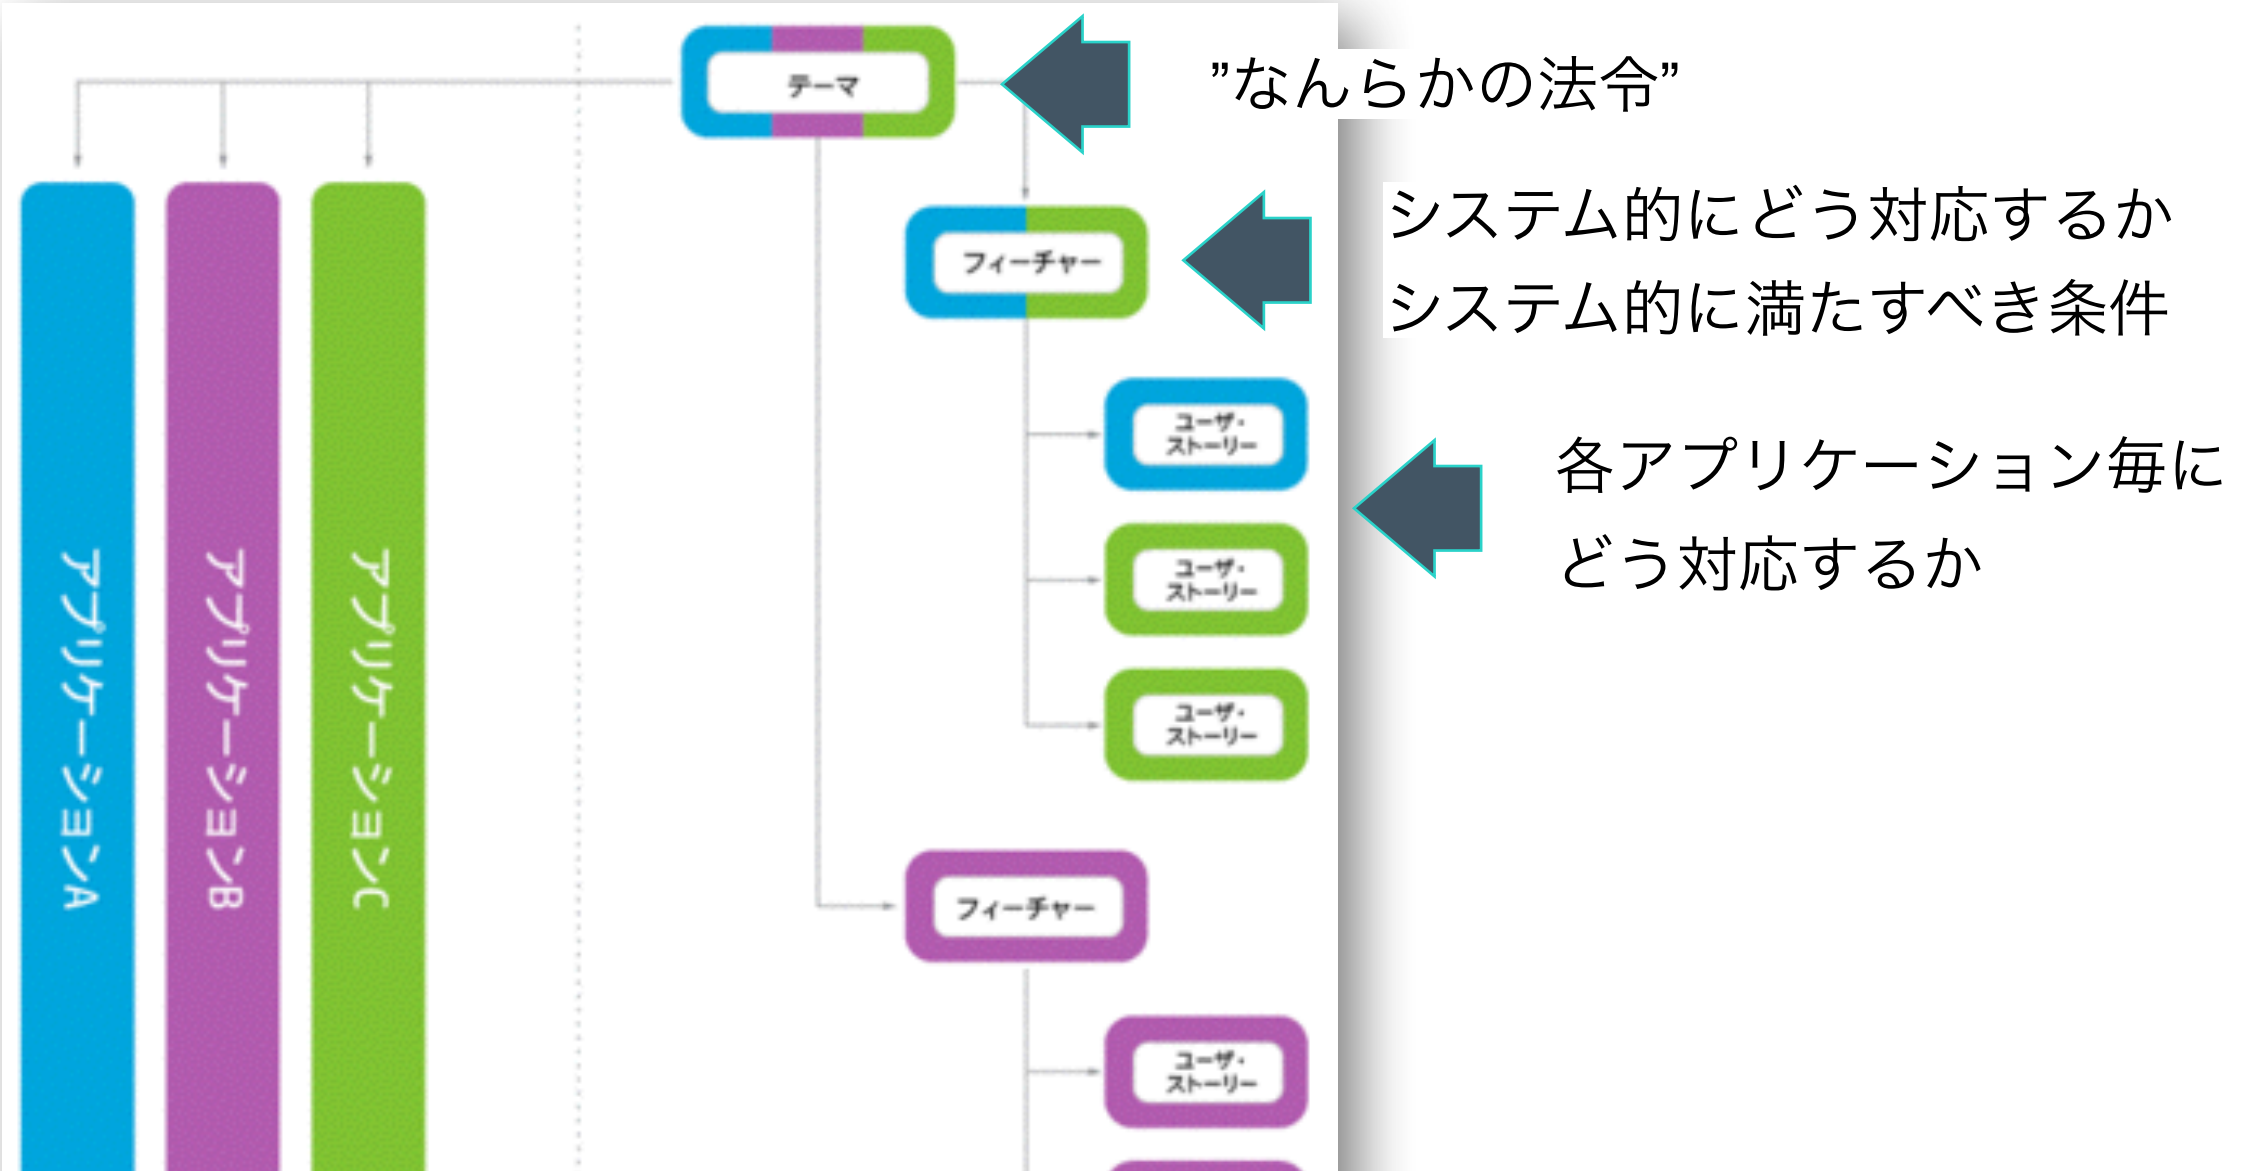 テーマ
”なんらかの法令”
フィーチャー
システム的にどう対応するか
システム的に満たすべき条件
ユーザ・
ストーリー
各アプリケーション毎に
どう対応するか
ユーザ・
ストーリー
ユーザ・
ストーリー
アプリケーションA
アプリケーションB
アプリケーションC
フィーチャー
ユーザ・
ストーリー